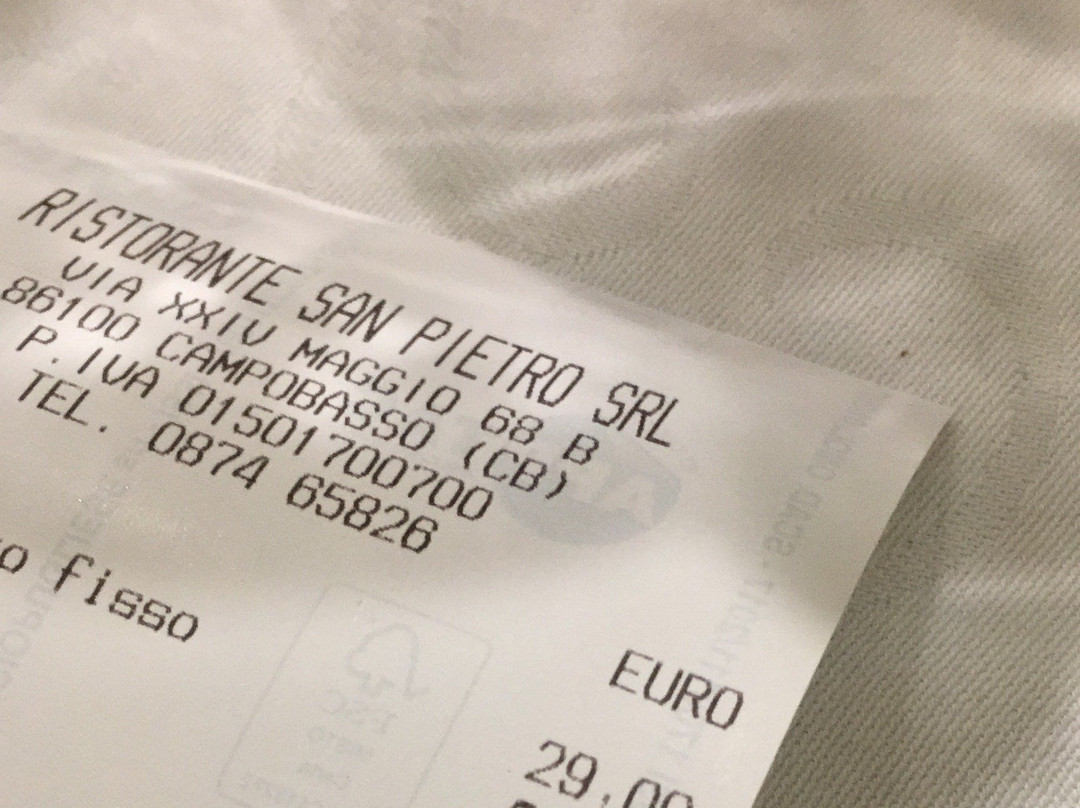 RISTORANTE SAN PIETRO SRL
VIA XXIV MAGGIO 68 B
86100 CAMPOBASSO (CB)
P. IVA 01501700700
TEL. 0874 65826
o fisso
EURO
29,00